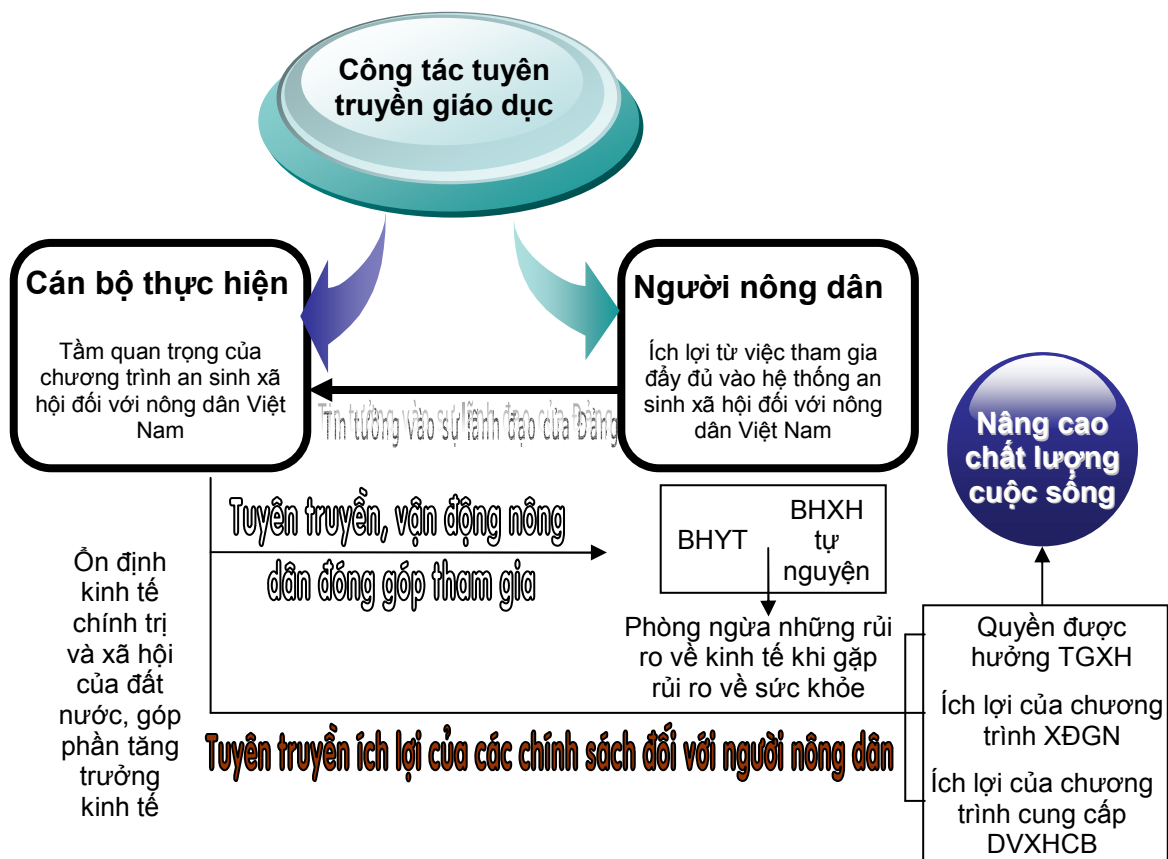 Công tác tuyên
truyền giáo dục
Cán bộ thực hiện
Tầm quan trọng của
chương trình an sinh xã
hội đối với nông dân Việt
Nam
Người nông dân
Ích lợi từ việc tham gia
đẩy đủ vào hệ thống an
sinh xã hội đối với nông
dân Việt Nam
Tin tưởng vào sự lãnh đạo của Đảng
Nâng cao
chất lượng
cuộc sống
Tuyên truyền, vận động nông
dân đóng góp tham gia
BHYT
BHXH
tự
nguyện
Ổn định
kinh tế
chính trị
và xã hội
của đất
nước, góp
phần tăng
trưởng
kinh tế
Phòng ngừa những rủi
ro về kinh tế khi gặp
rủi ro về sức khỏe
Quyền được
hưởng TGXH
Ích lợi của chương
trình XĐGN
Ích lợi của chương
trình cung cấp
DVXHCB
Tuyên truyền ích lợi của các chính sách đối với người nông dân